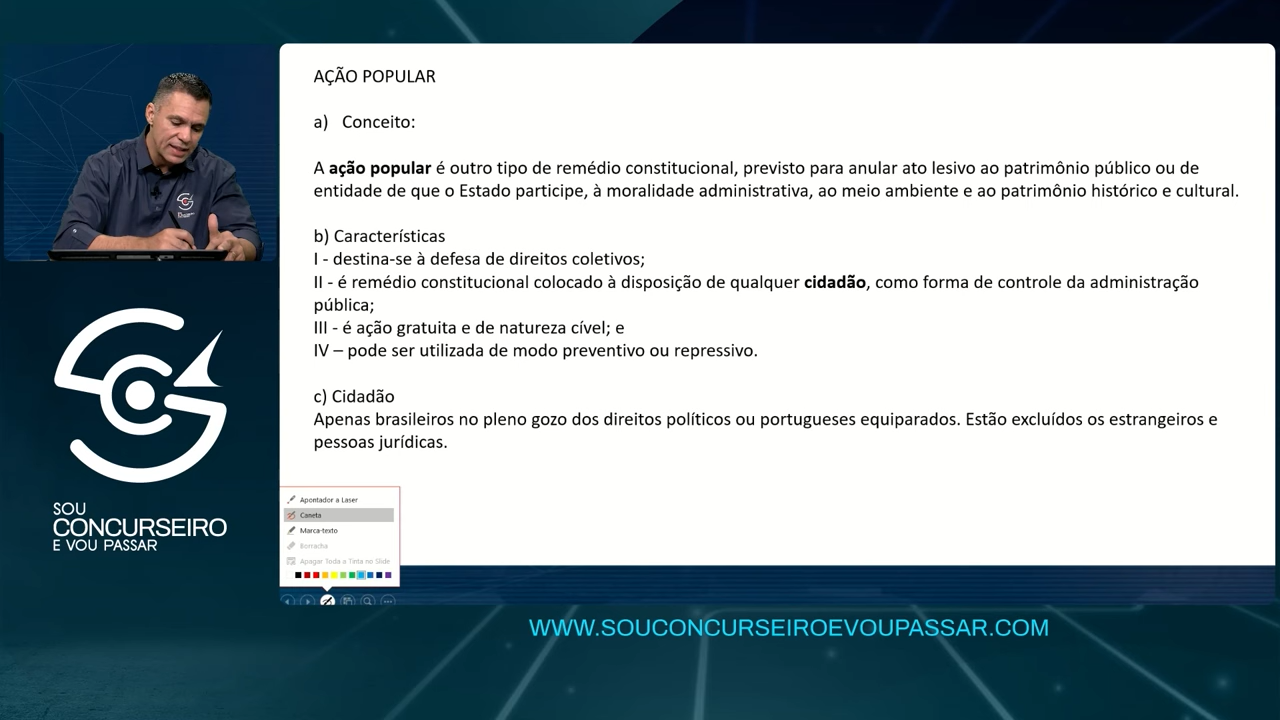 AÇÃO POPULAR
a) Conceito:
A ação popular é outro tipo de remédio constitucional, previsto para anular ato lesivo ao patrimônio público ou de
entidade de que o Estado participe, à moralidade administrativa, ao meio ambiente e ao patrimônio histórico e cultural.
b) Características
I - destina-se à defesa de direitos coletivos;
II - é remédio constitucional colocado à disposição de qualquer cidadão, como forma de controle da administração
pública;
III - é ação gratuita e de natureza cível; e
IV – pode ser utilizada de modo preventivo ou repressivo.
c) Cidadão
Apenas brasileiros no pleno gozo dos direitos políticos ou portugueses equiparados. Estão excluídos os estrangeiros e
pessoas jurídicas.
Apontador a Laser
Caneta
Marca-texto
Borracha
Apagar Toda a Tinta no Slide
SOU
CONCURSEIRO
E VOU PASSAR
WWW.SOUCONCURSEIROEVOUPASSAR.COM